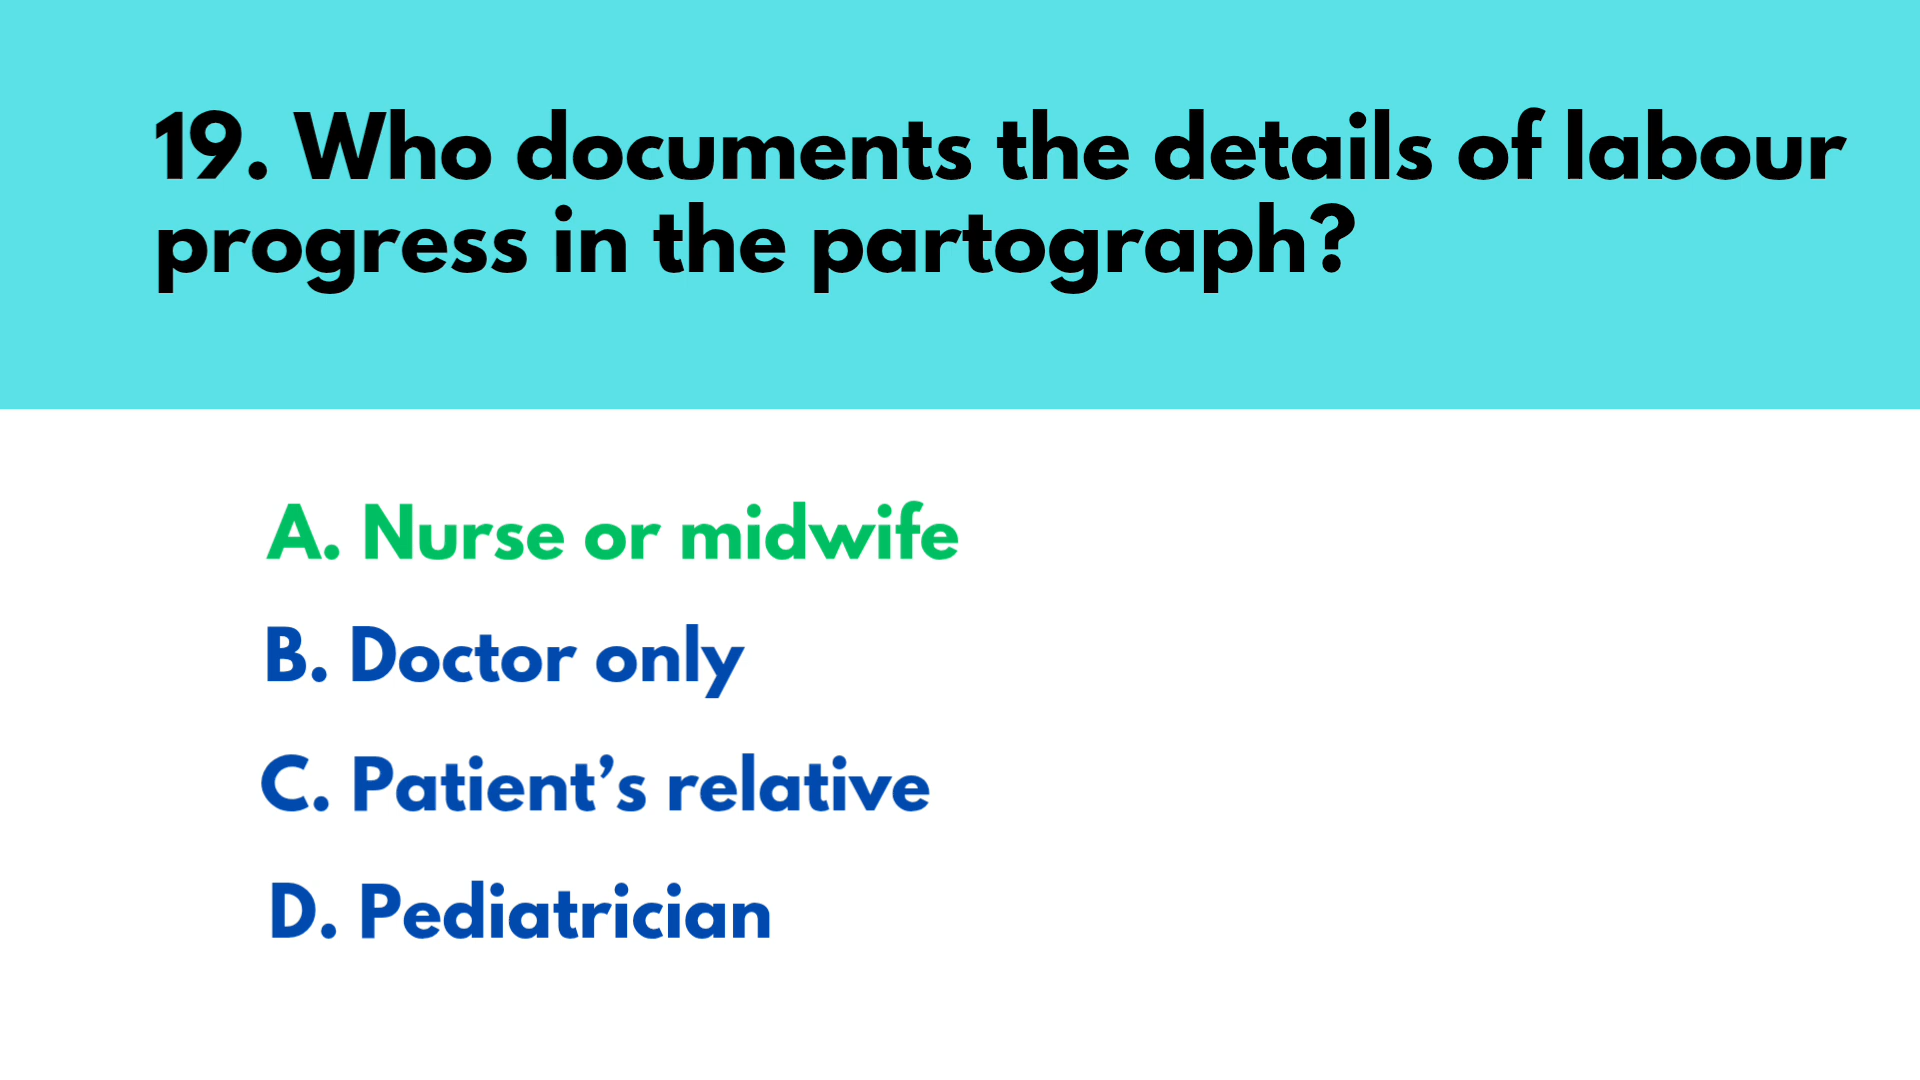 19. Who documents the details of labour
progress in the partograph?
A. Nurse or midwife
B. Doctor only
C. Patient’s relative
D. Pediatrician